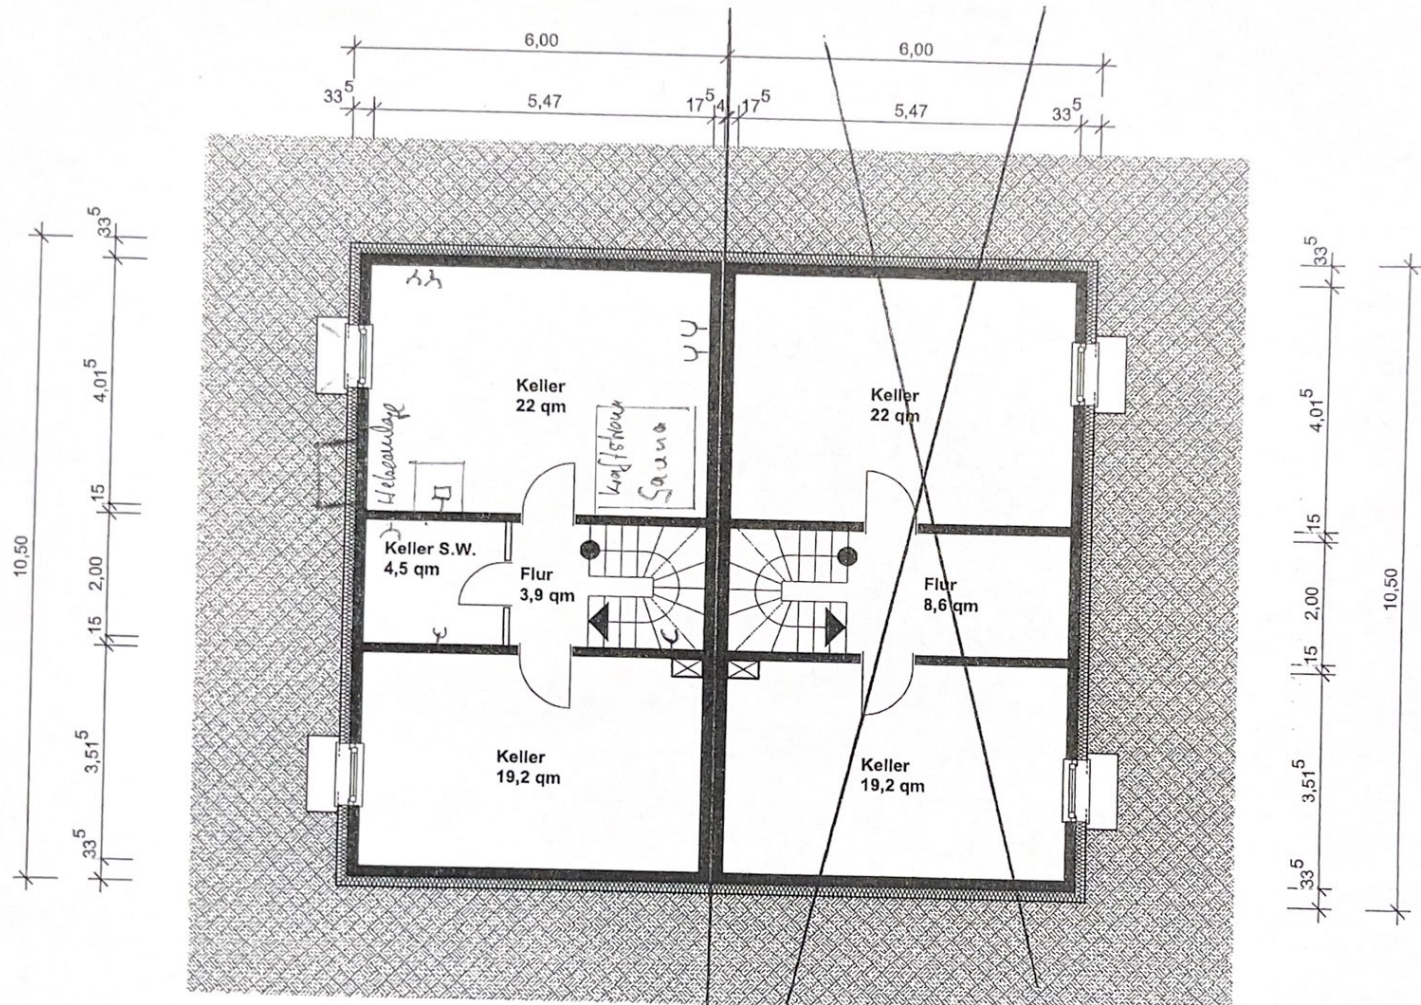 6,00
6,00
33⁵
5,47
17⁵
4
17⁵
5,47
33⁵
33⁵
4,01⁵
15
2,00
15
3,51⁵
33⁵
10,50
Keller
22 qm
Kraftstrom
Sauna
Keller S.W.
4,5 qm
Flur
3,9 qm
Keller
19,2 qm
Keller
22 qm
Flur
8,6 qm
Keller
19,2 qm
33⁵
4,01⁵
15
2,00
15
3,51⁵
33⁵
10,50